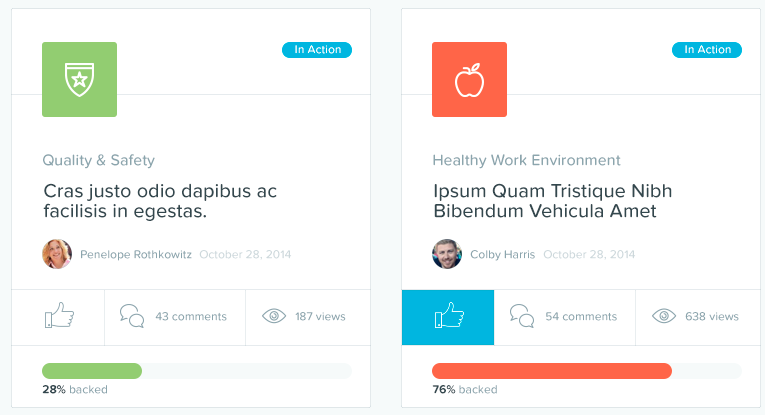 In Action
Quality & Safety
Cras justo odio dapibus ac
facilisis in egestas.
Penelope Rothkowitz October 28, 2014
43 comments
187 views
28% backed
In Action
Healthy Work Environment
Ipsum Quam Tristique Nibh
Bibendum Vehicula Amet
Colby Harris October 28, 2014
54 comments
638 views
76% backed